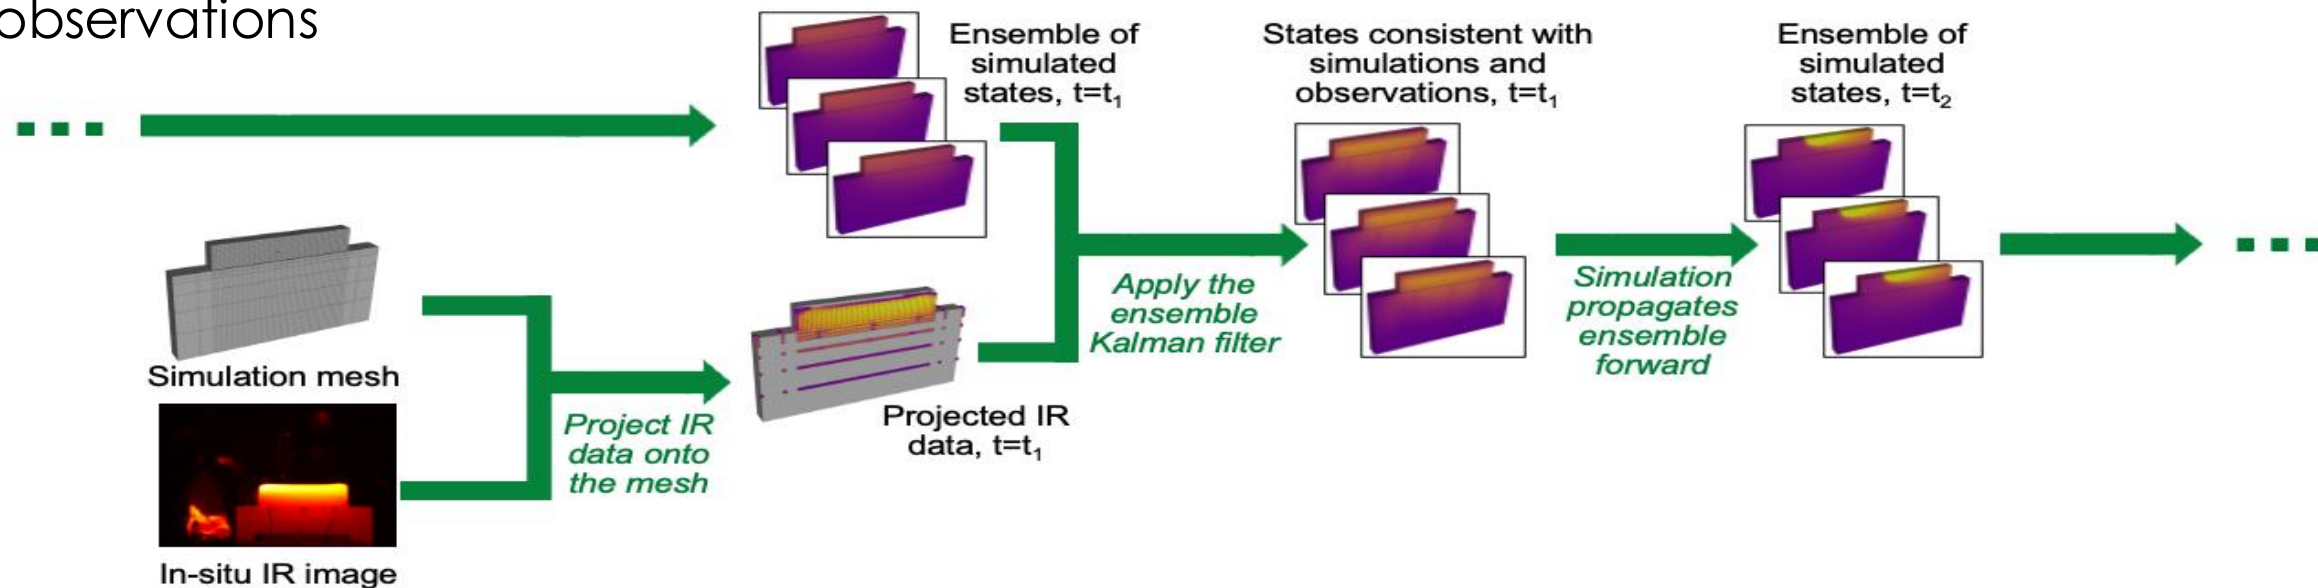 observations
Ensemble of
simulated
states, t=t₁
States consistent with
simulations and
observations, t=t₁
Ensemble of
simulated
states, t=t₂
Simulation mesh
In-situ IR image
Project IR
data onto
the mesh
Projected IR
data, t=t₁
Apply the
ensemble
Kalman filter
Simulation
propagates
ensemble
forward